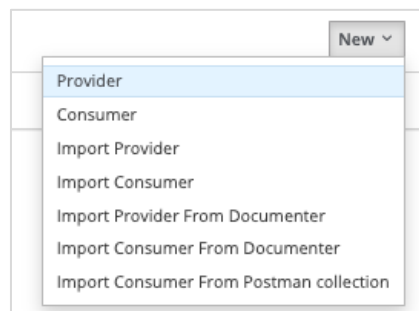 New
Provider
Consumer
Import Provider
Import Consumer
Import Provider From Documenter
Import Consumer From Documenter
Import Consumer From Postman collection